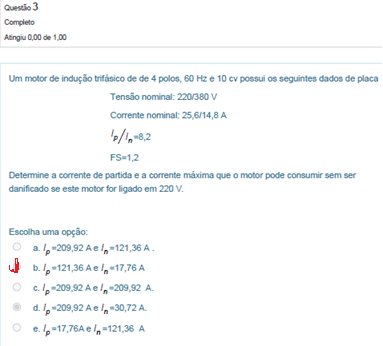 Questão 3
Completo
Atingiu 0,00 de 1,00
Um motor de indução trifásico de de 4 polos, 60 Hz e 10 cv possui os seguintes dados de placa
Tensão nominal: 220/380 V
Corrente nominal: 25,6/14,8 A
Ip/In=8,2
FS=1,2
Determine a corrente de partida e a corrente máxima que o motor pode consumir sem ser
danificado se este motor for ligado em 220 V.
Escolha uma opção:
a. Ip=209,92 A e In=121,36 A .
b. Ip=121,36 A e In=17,76 A
c. Ip=209,92 A e In=209,92 A.
d. Ip=209,92 A e In=30,72 A.
e. Ip=17,76A e In=121,36 A